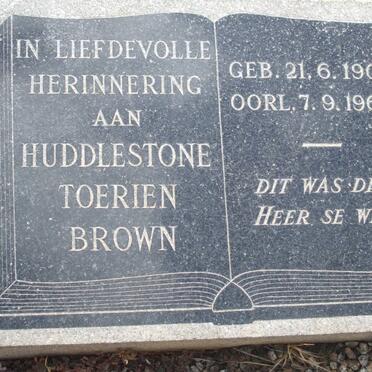 IN LIEFDEVOLLE
HERINNERING
AAN
HUDDLESTONE
TOERIEN
BROWN
GEB. 21. 6. 190
OORL. 7. 9. 196
DIT WAS
HEER SE